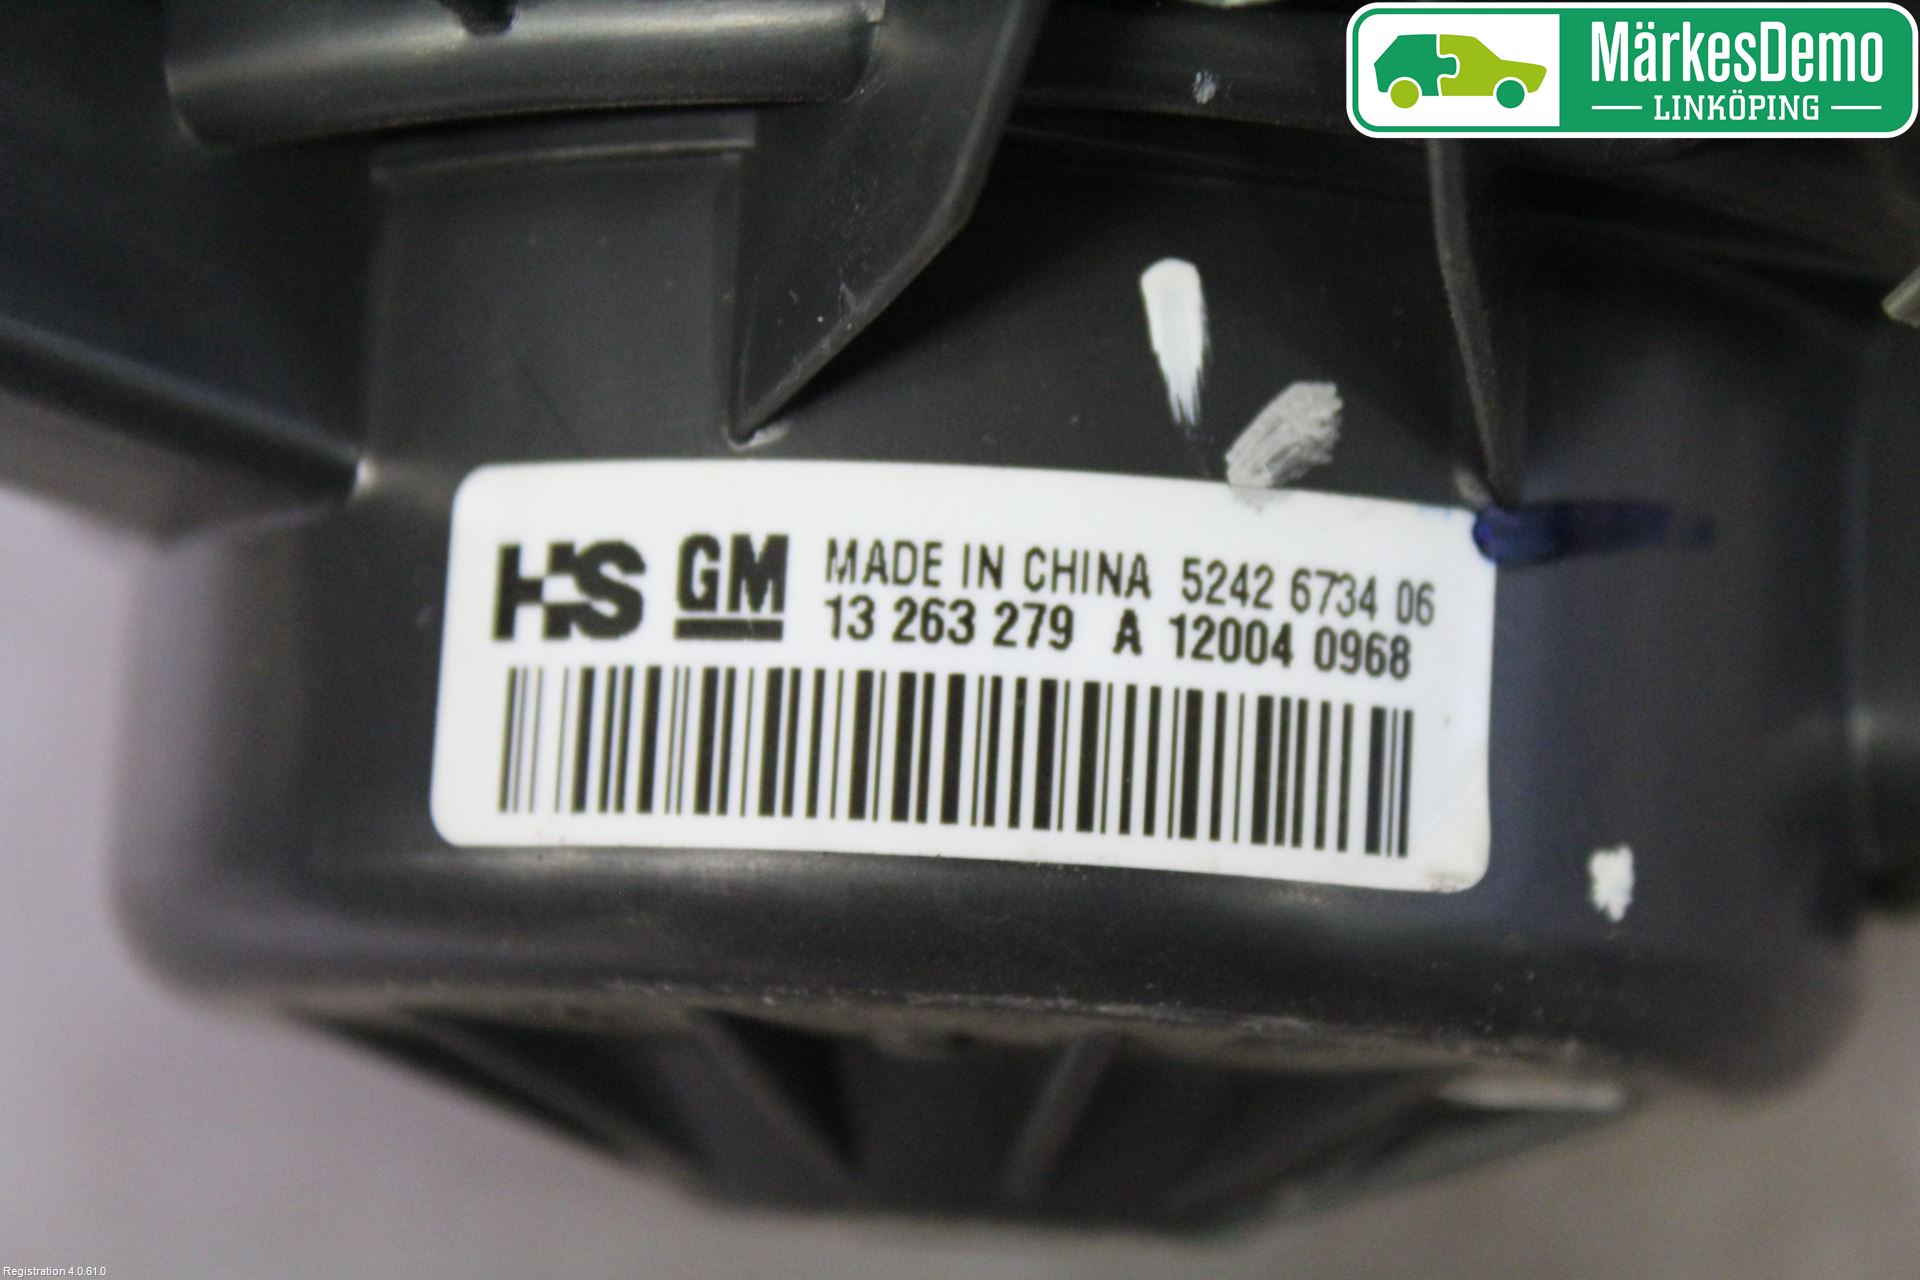 MärkesDemo
LINKÖPING
HS GM MADE IN CHINA 5242 6734 06
13 263 279 A 12004 0968
Registration 4.0.61.0